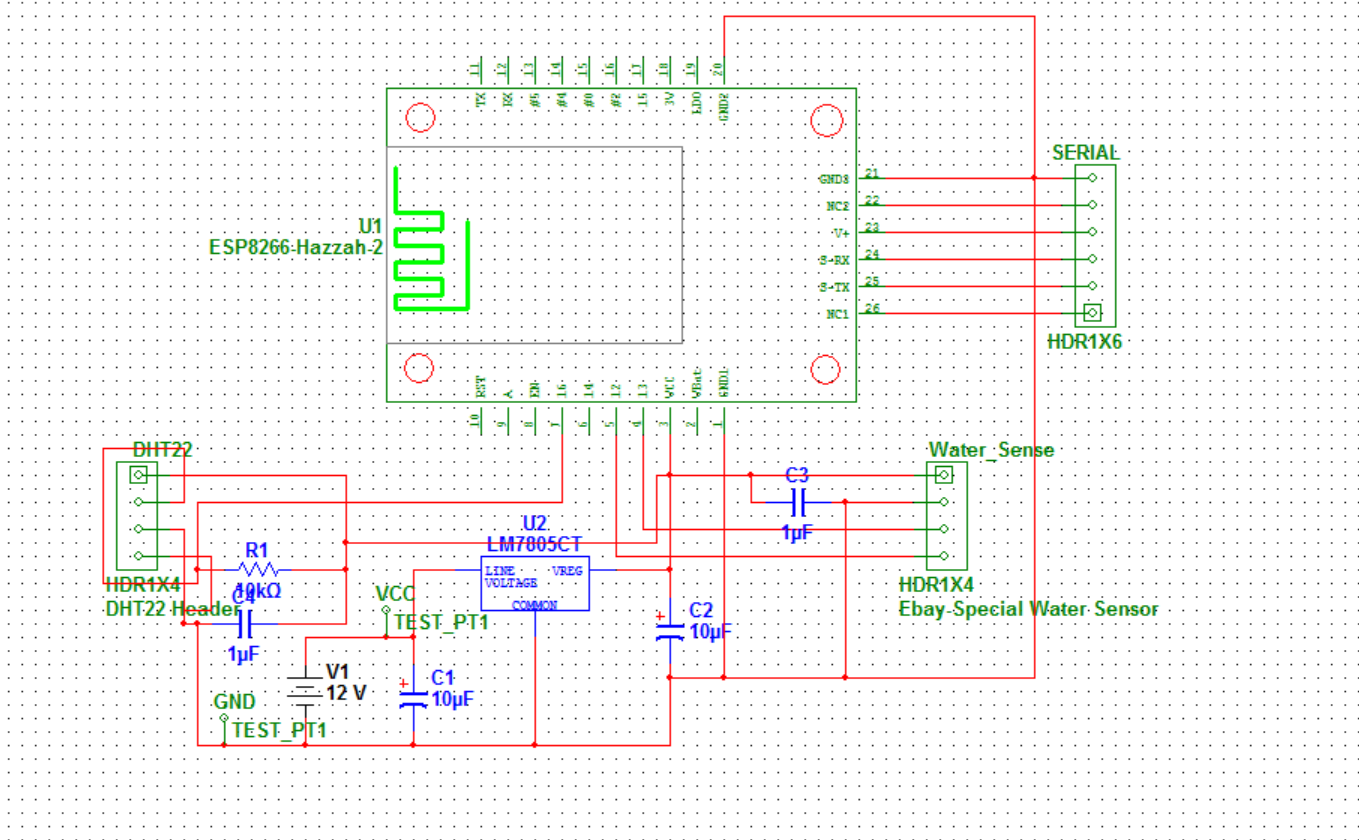 11 12 13 14 15 16 17 18 19 20
TX RX #5 #4 #0 #2 15 3V LDO GND2
SERIAL
GND3 21
NC2 22
V+ 23
S-RX 24
S-TX 25
NC1 26
HDR1X6
U1
ESP8266-Hazzah-2
RST A EN 16 14 12 13 VCC VBat GND1
10 9 8 7 6 5 4 3 2 1
DHT22
Water_Sense
C3
1µF
U2
LM7805CT
LINE VREG
VOLTAGE
COMMON
R1
10kΩ
HDR1X4
DHT22 Header
C4
1µF
VCC
TEST_PT1
C2
10µF
HDR1X4
Ebay-Special Water Sensor
V1
12 V
C1
10µF
GND
TEST_PT1